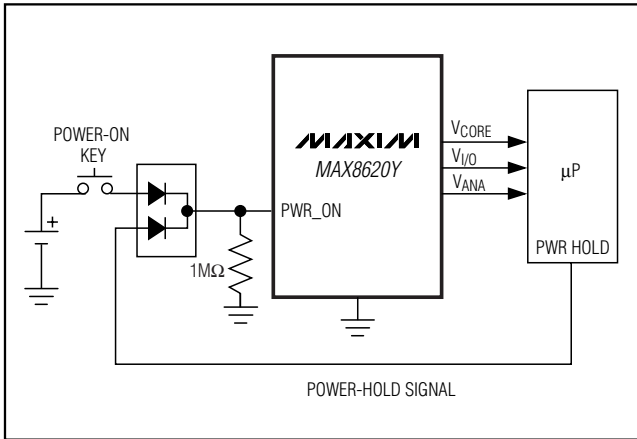 POWER-ON
KEY
+
1MΩ
MAXIM
MAX8620Y
PWR_ON
VCORE
VI/O
VANA
µP
PWR HOLD
POWER-HOLD SIGNAL